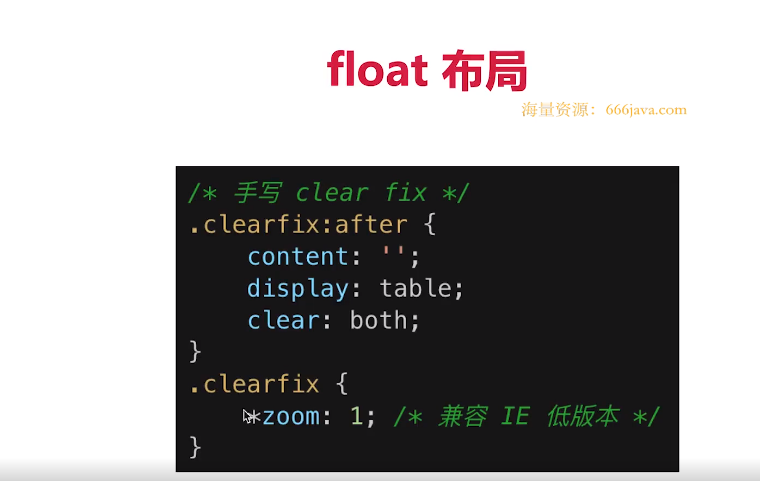 float 布局
海量资源：666java.com
/* 手写 clear fix */
.clearfix:after {
    content: '';
    display: table;
    clear: both;
}
.clearfix {
    *zoom: 1; /* 兼容 IE 低版本 */
}